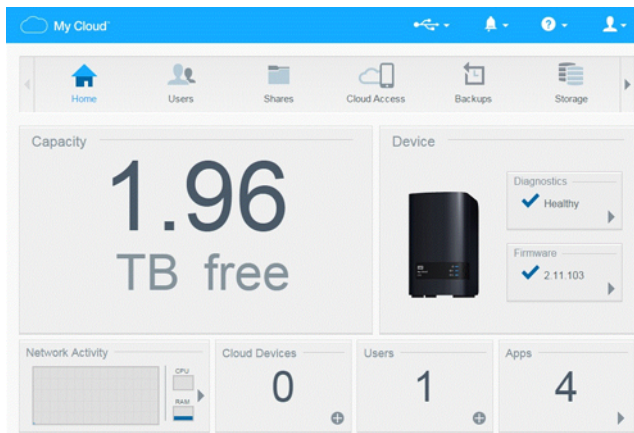 My Cloud
Home
Users
Shares
Cloud Access
Backups
Storage
Capacity
1.96
TB free
Device
Diagnostics
Healthy
Firmware
2.11.103
Network Activity
CPU
RAM
Cloud Devices
0
Users
1
Apps
4